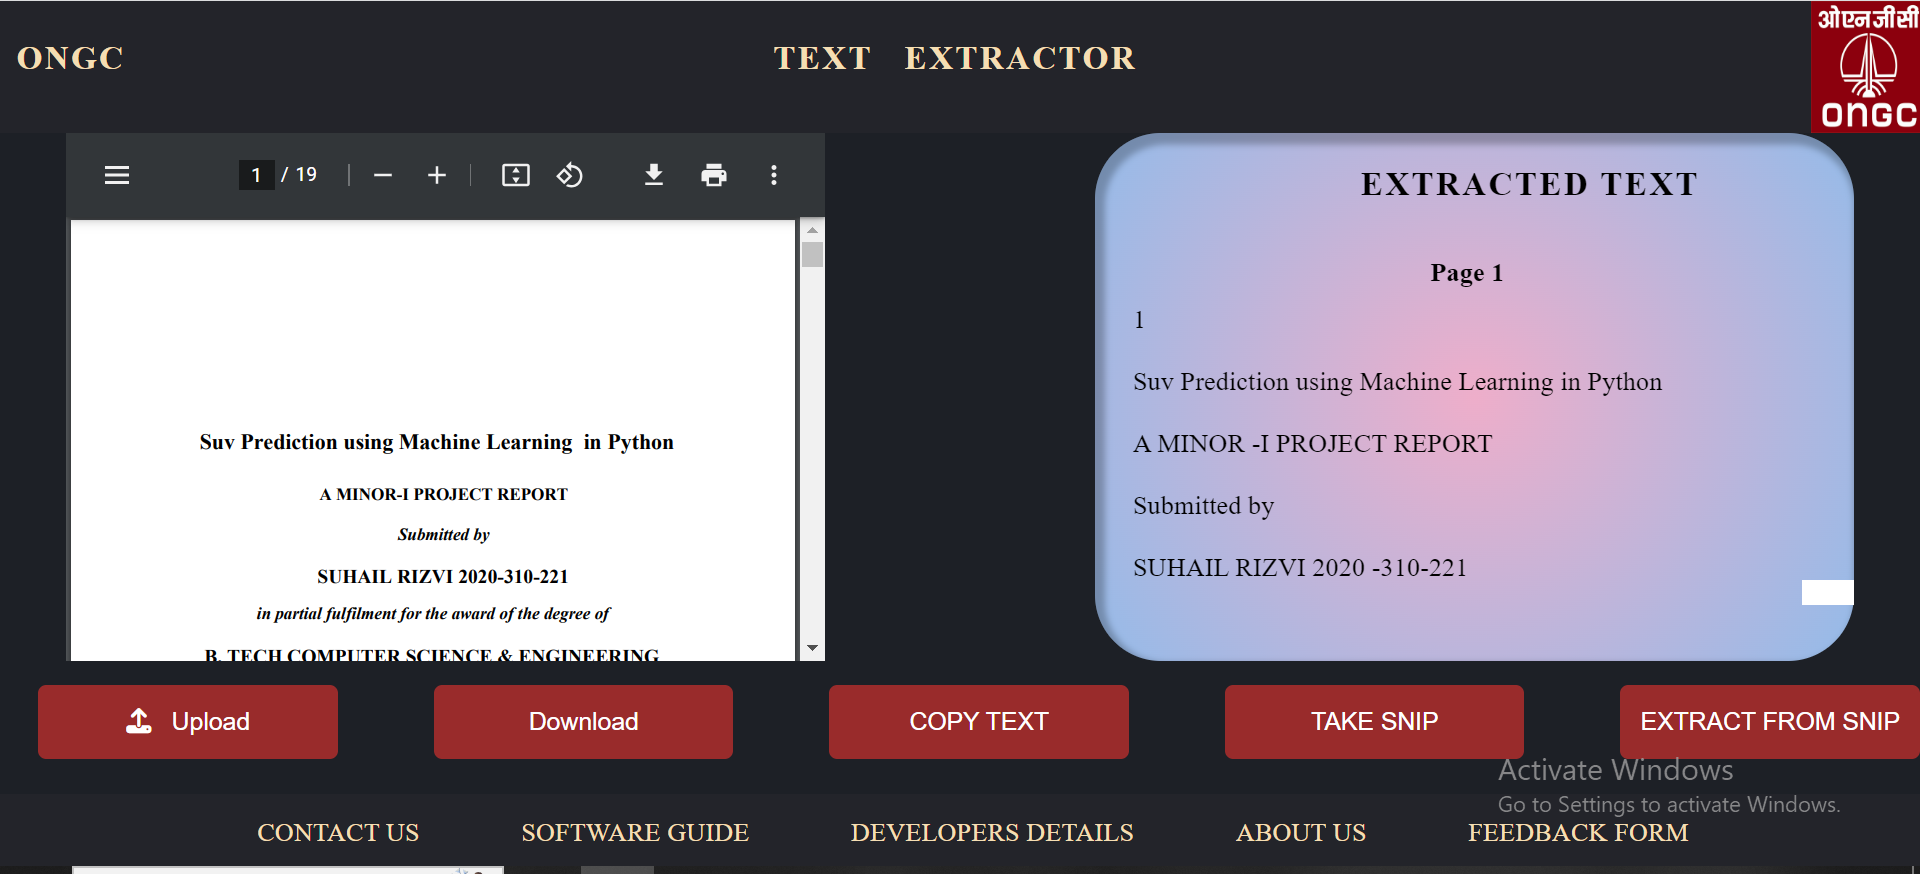 ONGC
TEXT EXTRACTOR
ओएनजीसी
ongc
1 / 19
Suv Prediction using Machine Learning in Python
A MINOR-I PROJECT REPORT
Submitted by
SUHAIL RIZVI 2020-310-221
in partial fulfilment for the award of the degree of
B. TECH COMPUTER SCIENCE & ENGINEERING
EXTRACTED TEXT
Page 1
1
Suv Prediction using Machine Learning in Python
A MINOR -I PROJECT REPORT
Submitted by
SUHAIL RIZVI 2020 -310-221
Upload
Download
COPY TEXT
TAKE SNIP
EXTRACT FROM SNIP
Activate Windows
Go to Settings to activate Windows.
CONTACT US
SOFTWARE GUIDE
DEVELOPERS DETAILS
ABOUT US
FEEDBACK FORM